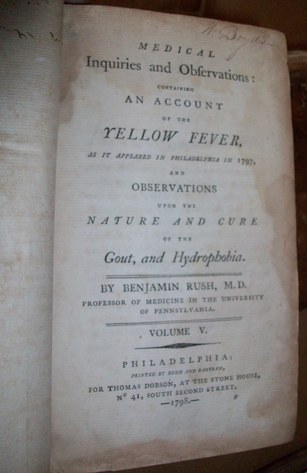 MEDICAL
Inquiries and Observations:
CONTAINING
AN ACCOUNT
OF THE
YELLOW FEVER,
AS IT APPEARED IN PHILADELPHIA IN 1797,
AND
OBSERVATIONS
UPON THE
NATURE AND CURE
OF THE
Gout, and Hydrophobia.
BY BENJAMIN RUSH, M.D.
PROFESSOR OF MEDICINE IN THE UNIVERSITY
OF PENNSYLVANIA.
VOLUME V.
PHILADELPHIA:
PRINTED BY BUDD AND BARTRAM,
FOR THOMAS DOBSON, AT THE STONE HOUSE,
No 41, SOUTH SECOND STREET.
—1798.—